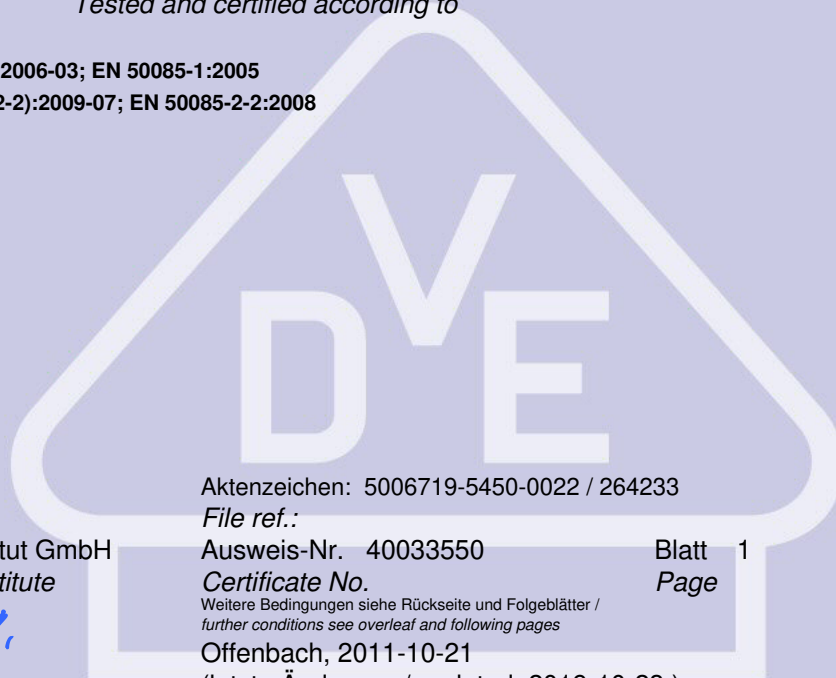 Tested and certified according to
2006-03; EN 50085-1:2005
2-2):2009-07; EN 50085-2-2:2008
VDE
Aktenzeichen: 5006719-5450-0022 / 264233
File ref.:
tut GmbH Ausweis-Nr. 40033550 Blatt 1
titute Certificate No. Page
Weitere Bedingungen siehe Rückseite und Folgeblätter /
further conditions see overleaf and following pages
Offenbach, 2011-10-21